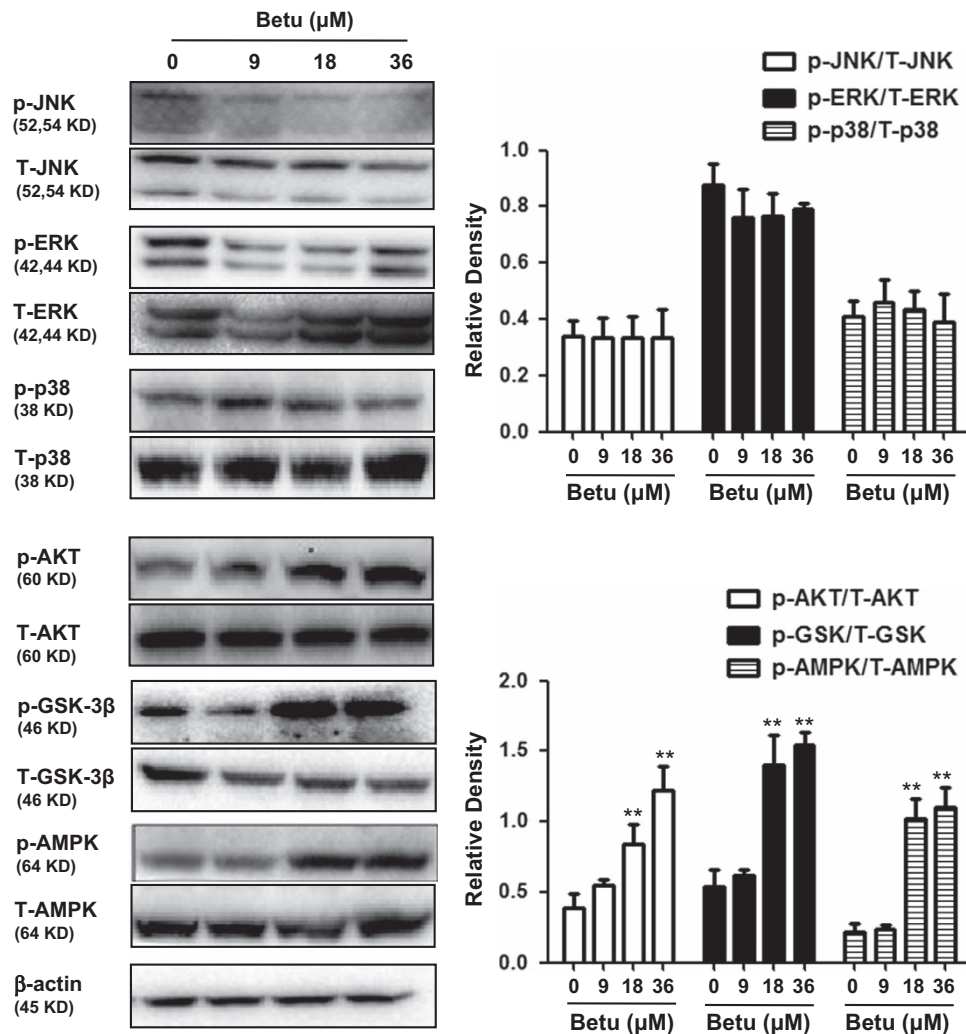 Betu (µM)
0 9 18 36
p-JNK
(52,54 KD)
T-JNK
(52,54 KD)
p-ERK
(42,44 KD)
T-ERK
(42,44 KD)
p-p38
(38 KD)
T-p38
(38 KD)
p-AKT
(60 KD)
T-AKT
(60 KD)
p-GSK-3β
(46 KD)
T-GSK-3β
(46 KD)
p-AMPK
(64 KD)
T-AMPK
(64 KD)
β-actin
(45 KD)
p-JNK/T-JNK
p-ERK/T-ERK
p-p38/T-p38
Relative Density
1.0
0.8
0.6
0.4
0.2
0.0
0 9 18 36 0 9 18 36 0 9 18 36
Betu (µM) Betu (µM) Betu (µM)
p-AKT/T-AKT
p-GSK/T-GSK
p-AMPK/T-AMPK
Relative Density
2.0
1.5
1.0
0.5
0.0
** ** ** ** ** **
0 9 18 36 0 9 18 36 0 9 18 36
Betu (µM) Betu (µM) Betu (µM)